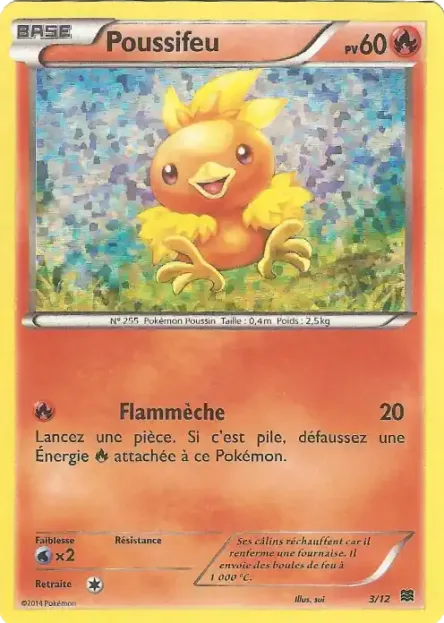 BASE
Poussifeu
PV60
N° 255 Pokémon Poussin Taille : 0,4m Poids : 2,5kg
Flammèche 20
Lancez une pièce. Si c'est pile, défaussez une
Énergie attachée à ce Pokémon.
Faiblesse Résistance
×2
Retraite
Ses câlins réchauffent car il
renferme une fournaise. Il
envoie des boules de feu à
1 000 °C.
©2014 Pokémon
Illus. sui
3/12